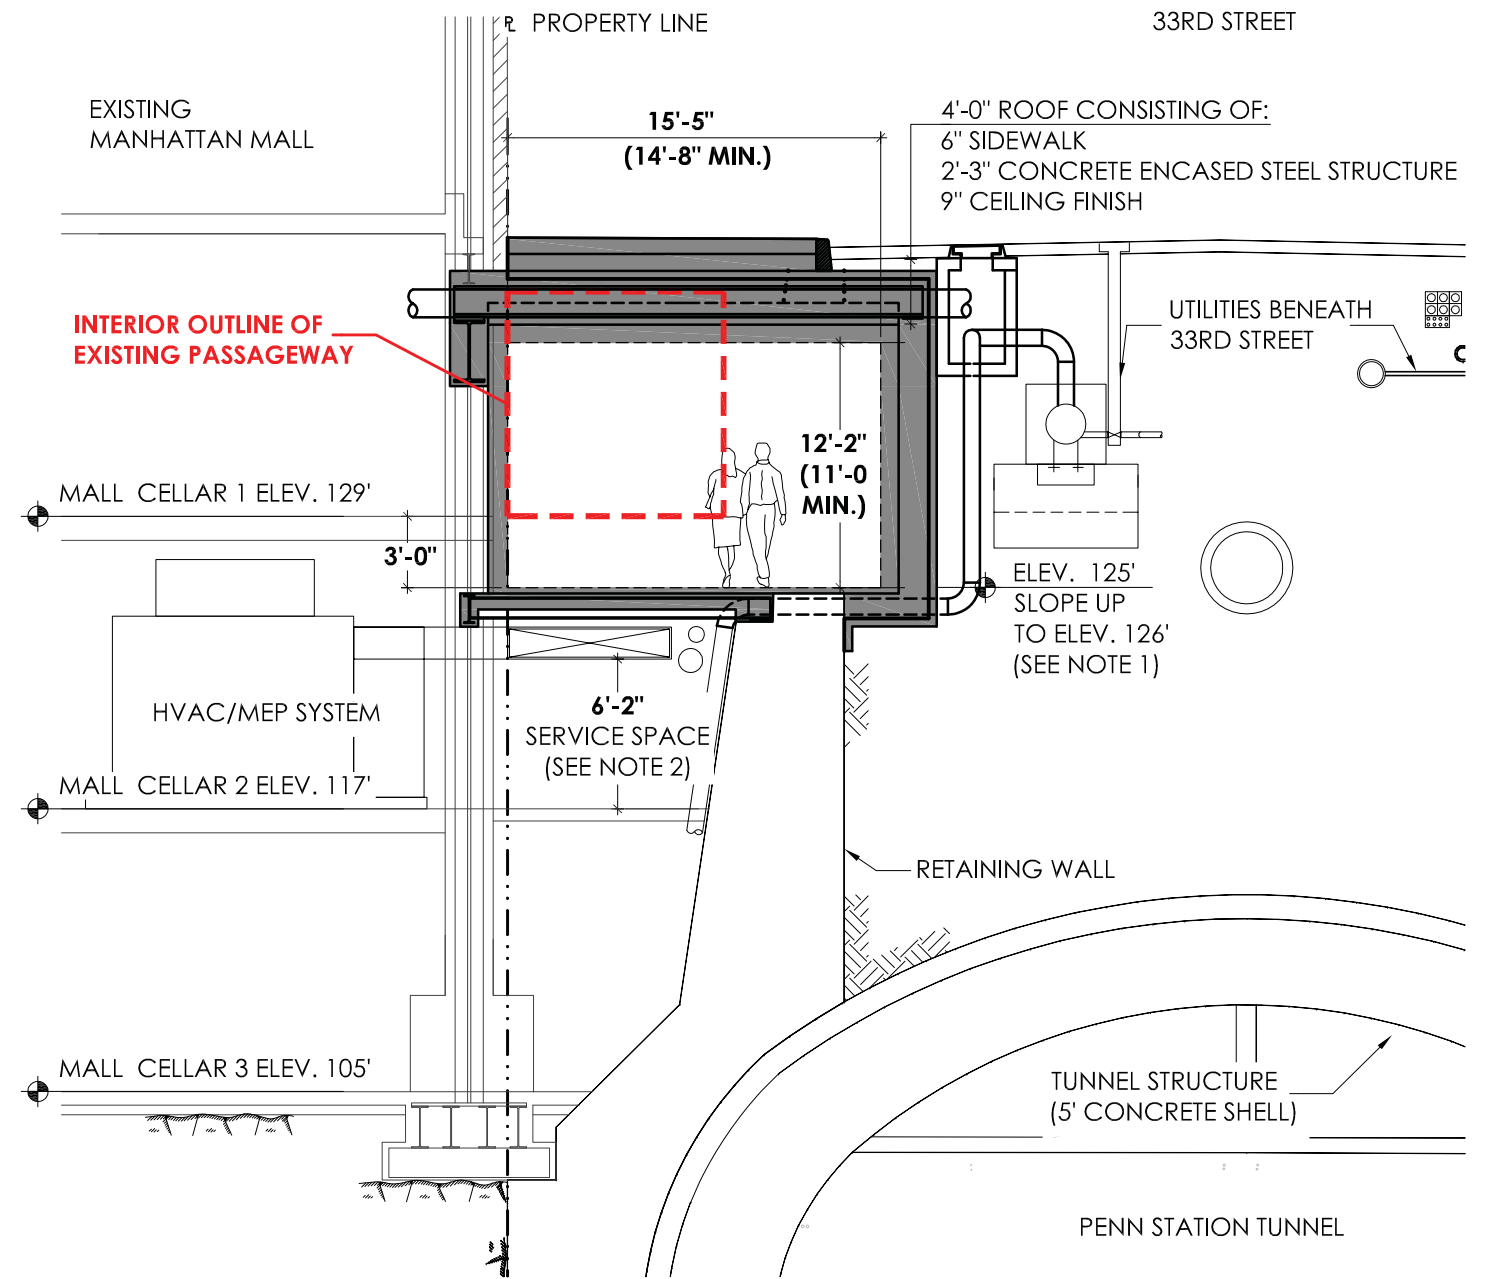 ℄ PROPERTY LINE
33RD STREET
EXISTING
MANHATTAN MALL
15'-5"
(14'-8" MIN.)
4'-0" ROOF CONSISTING OF:
6" SIDEWALK
2'-3" CONCRETE ENCASED STEEL STRUCTURE
9" CEILING FINISH
INTERIOR OUTLINE OF
EXISTING PASSAGEWAY
UTILITIES BENEATH
33RD STREET
12'-2"
(11'-0
MIN.)
MALL CELLAR 1 ELEV. 129'
3'-0"
ELEV. 125'
SLOPE UP
TO ELEV. 126'
(SEE NOTE 1)
HVAC/MEP SYSTEM
6'-2"
SERVICE SPACE
(SEE NOTE 2)
MALL CELLAR 2 ELEV. 117'
RETAINING WALL
MALL CELLAR 3 ELEV. 105'
TUNNEL STRUCTURE
(5' CONCRETE SHELL)
PENN STATION TUNNEL